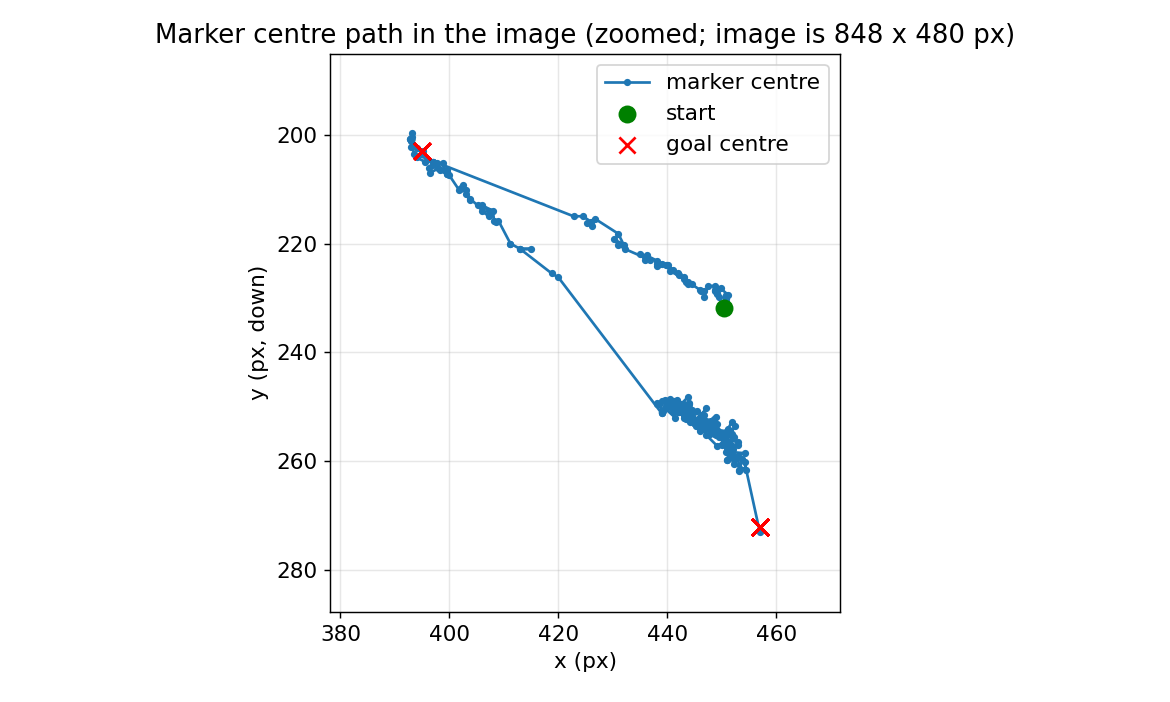 Marker centre path in the image (zoomed; image is 848 x 480 px)
marker centre
start
goal centre
200
220
240
260
280
y (px, down)
380 400 420 440 460
x (px)